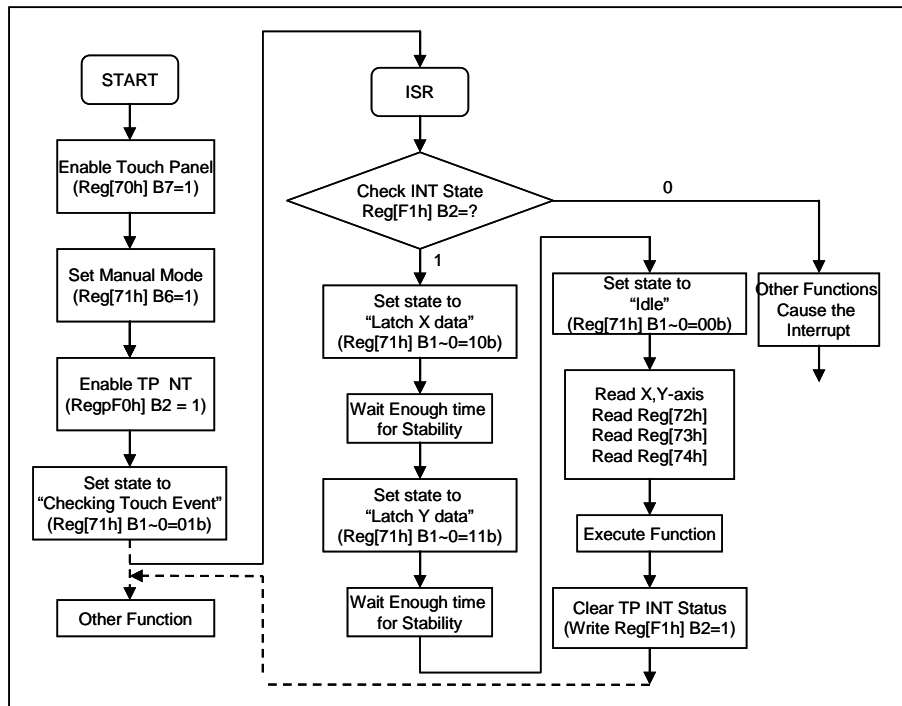 START
Enable Touch Panel
(Reg[70h] B7=1)
Set Manual Mode
(Reg[71h] B6=1)
Enable TP NT
(RegpF0h] B2 = 1)
Set state to
“Checking Touch Event”
(Reg[71h] B1~0=01b)
Other Function
ISR
Check INT State
Reg[F1h] B2=?
0
1
Set state to
“Latch X data”
(Reg[71h] B1~0=10b)
Wait Enough time
for Stability
Set state to
“Latch Y data”
(Reg[71h] B1~0=11b)
Wait Enough time
for Stability
Set state to
“Idle”
(Reg[71h] B1~0=00b)
Read X,Y-axis
Read Reg[72h]
Read Reg[73h]
Read Reg[74h]
Execute Function
Clear TP INT Status
(Write Reg[F1h] B2=1)
Other Functions
Cause the
Interrupt